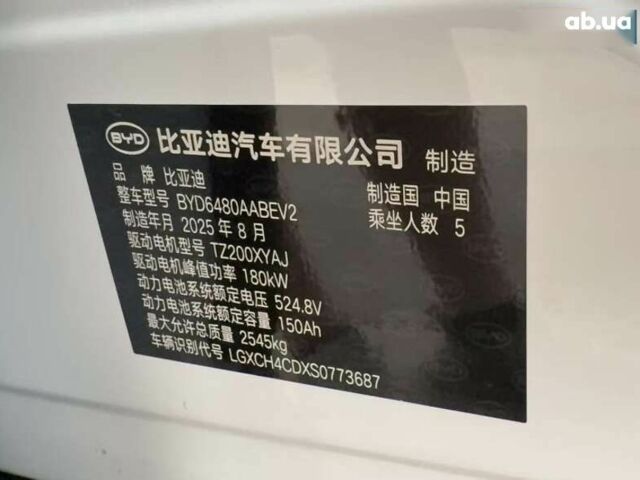 ab.ua
BYD 比亚迪汽车有限公司 制造
品 牌 比亚迪
整车型号 BYD6480AABEV2
制造国 中国
制造年月 2025 年 8 月
乘坐人数 5
驱动电机型号 TZ200XYAJ
驱动电机峰值功率 180kW
动力电池系统额定电压 524.8V
动力电池系统额定容量 150Ah
最大允许总质量 2545kg
车辆识别代号 LGXCH4CDXS0773687